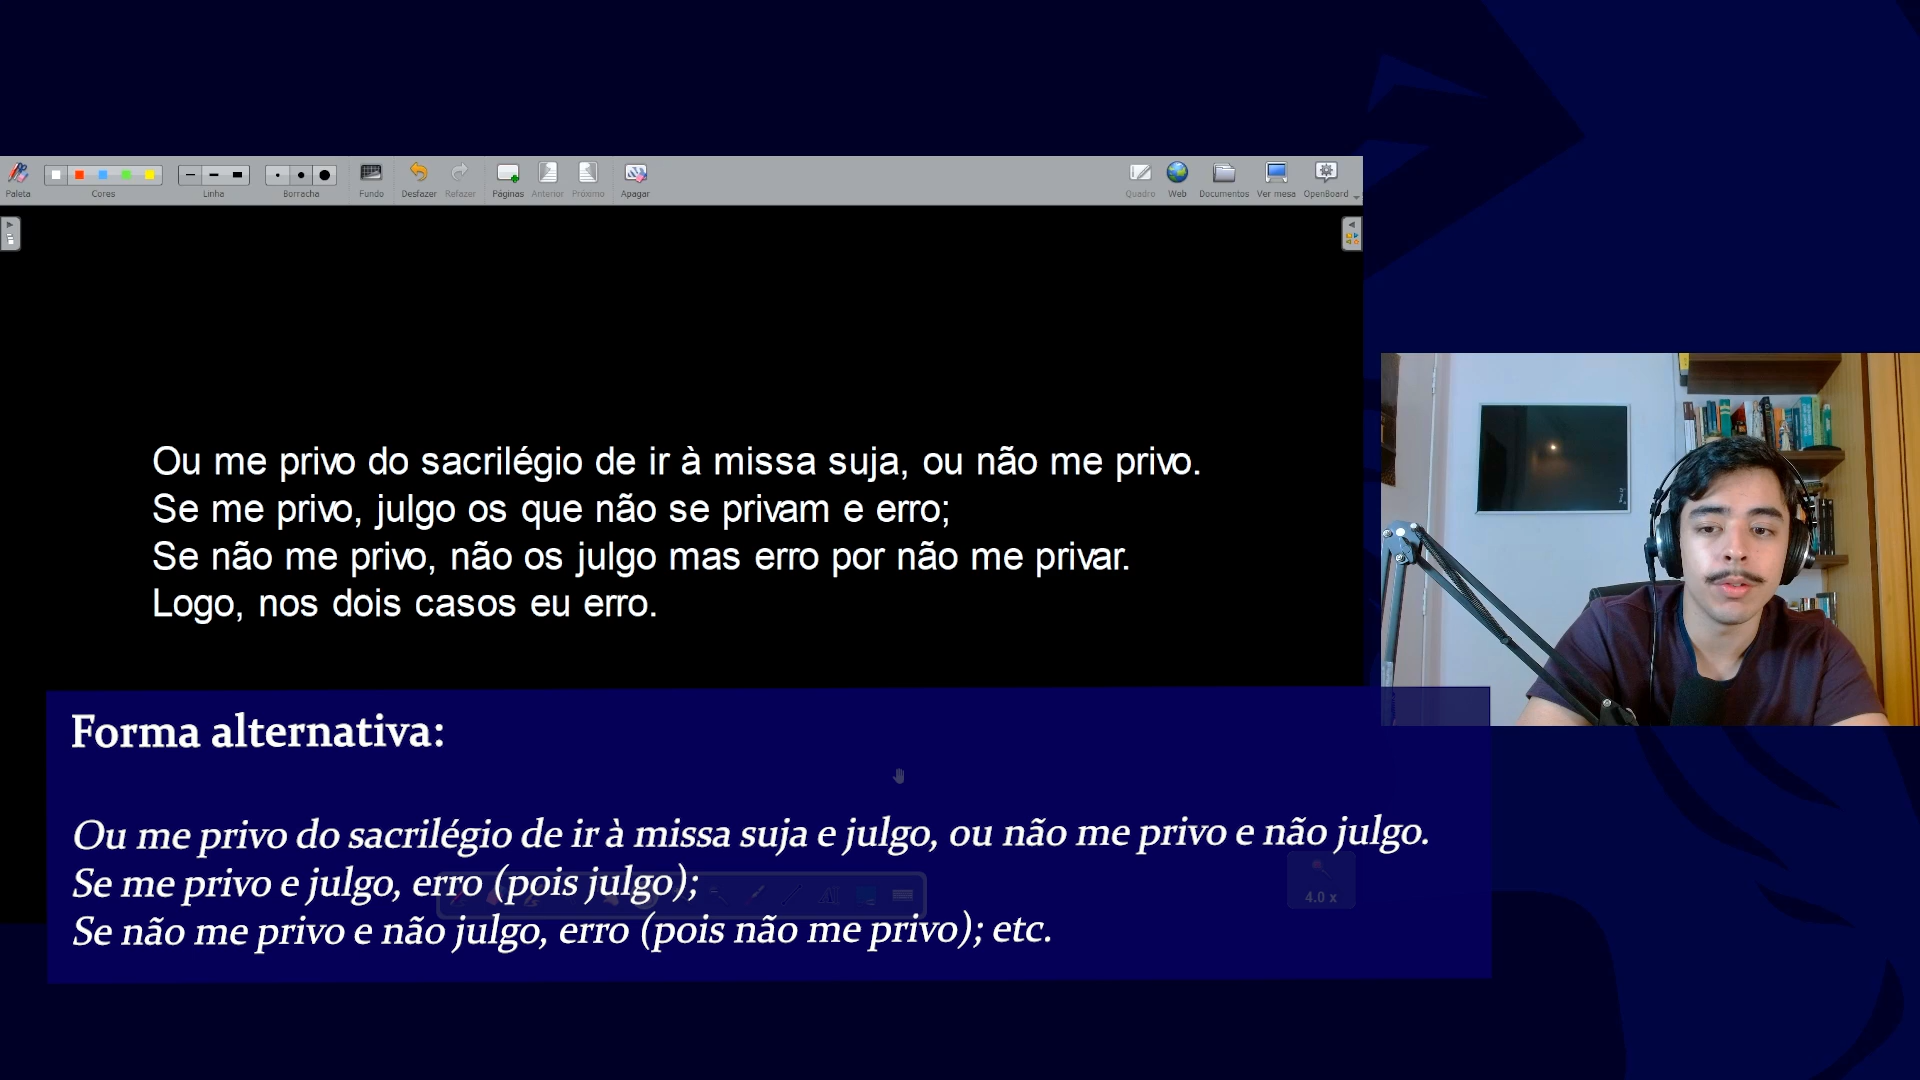 Paleta
Cores
Linha
Borracha
Fundo
Desfazer
Refazer
Páginas
Anterior
Próximo
Apagar
Quadro
Web
Documentos
Ver mesa
OpenBoard
Ou me privo do sacrilégio de ir à missa suja, ou não me privo.
Se me privo, julgo os que não se privam e erro;
Se não me privo, não os julgo mas erro por não me privar.
Logo, nos dois casos eu erro.
Forma alternativa:
Ou me privo do sacrilégio de ir à missa suja e julgo, ou não me privo e não julgo.
Se me privo e julgo, erro (pois julgo);
Se não me privo e não julgo, erro (pois não me privo); etc.
4.0 x